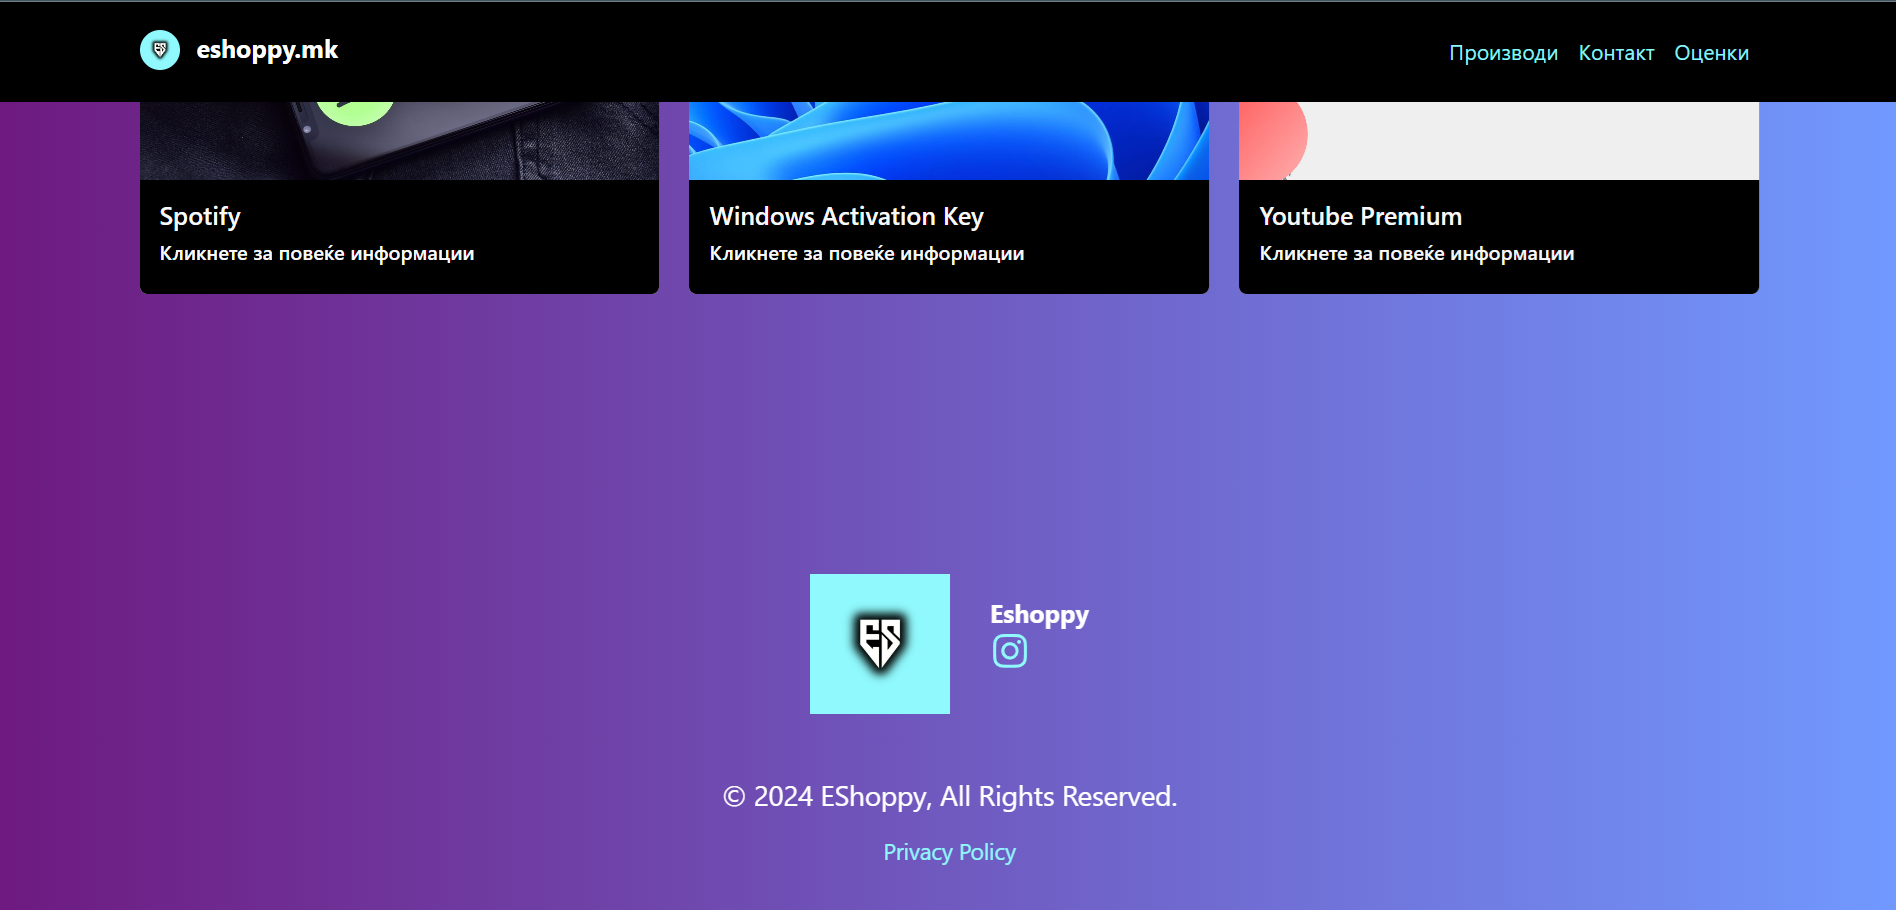 eshoppy.mk
Производи Контакт Оценки
Spotify
Кликнете за повеќе информации
Windows Activation Key
Кликнете за повеќе информации
Youtube Premium
Кликнете за повеќе информации
ES
Eshoppy
© 2024 EShoppy, All Rights Reserved.
Privacy Policy